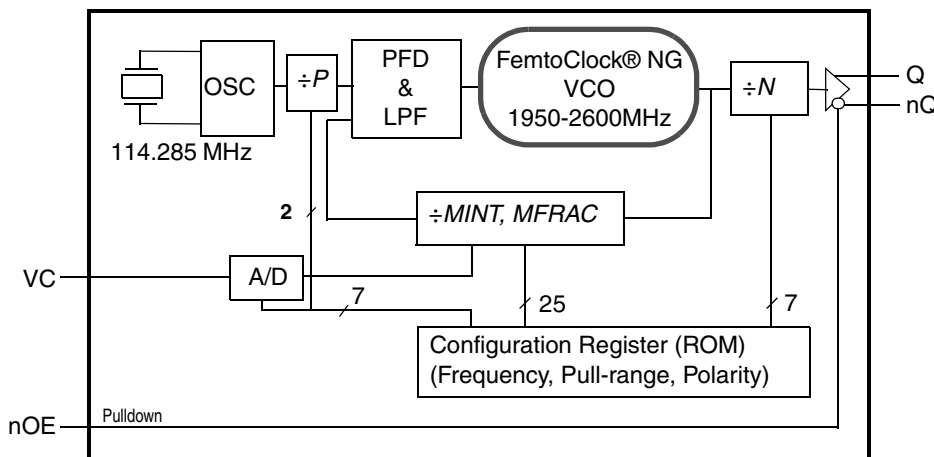 OSC
÷P
PFD
&
LPF
FemtoClock® NG
VCO
1950-2600MHz
÷N
Q
nQ
114.285 MHz
2
÷MINT, MFRAC
VC
A/D
7
25
7
Configuration Register (ROM)
(Frequency, Pull-range, Polarity)
nOE
Pulldown